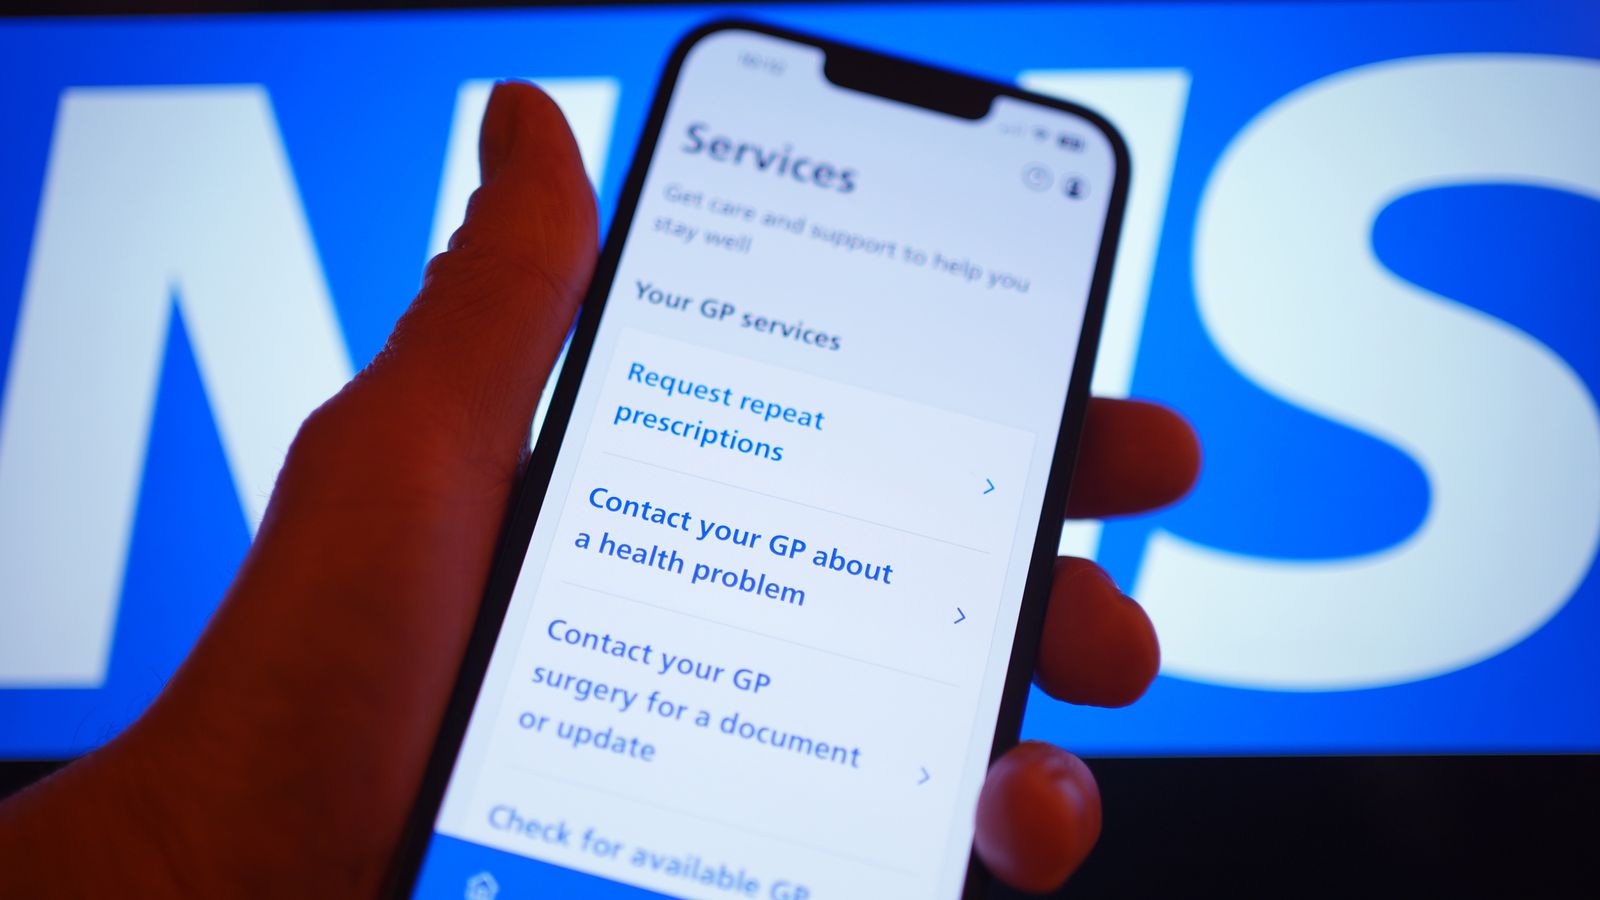 NHS
Services
Get care and support to help you
stay well
Your GP services
Request repeat
prescriptions
Contact your GP about
a health problem
Contact your GP
surgery for a document
or update
Check for available GP